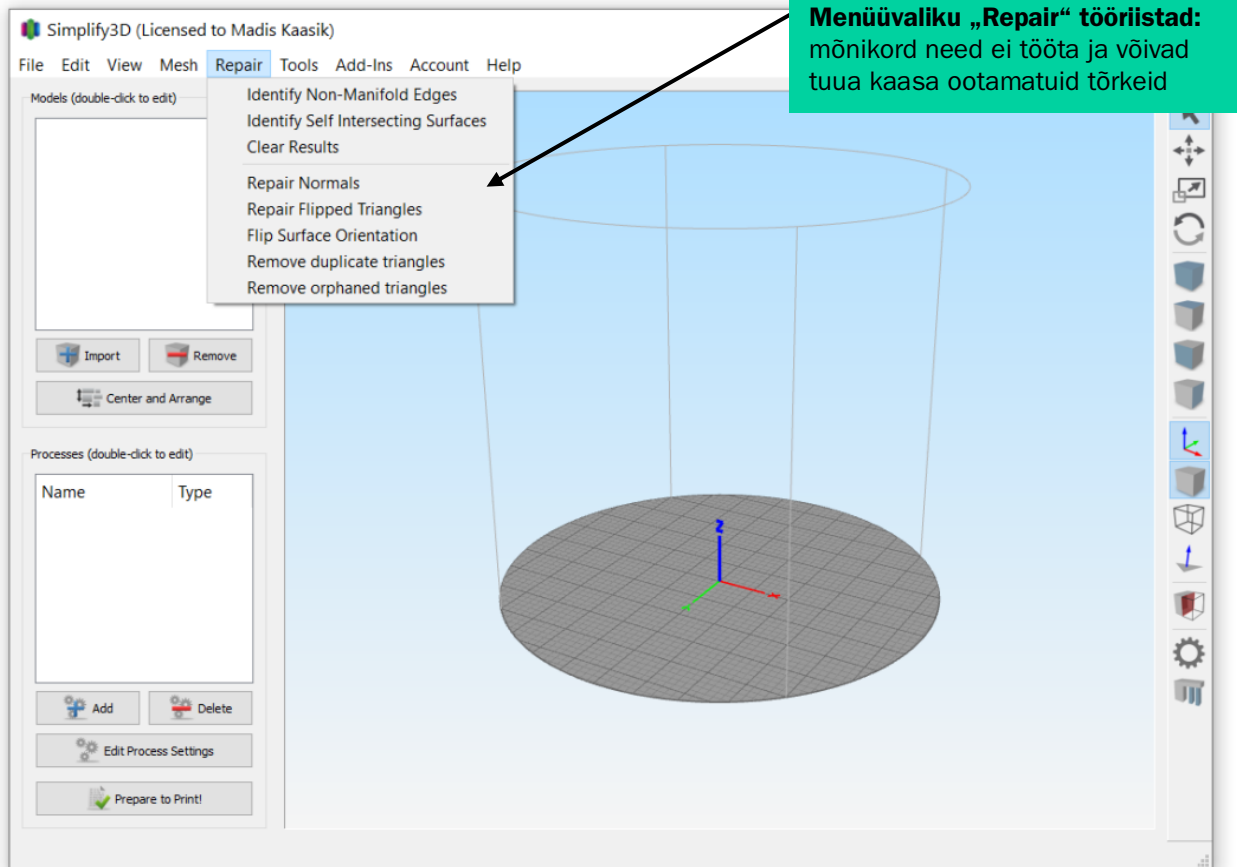 Simplify3D (Licensed to Madis Kaasik)
Menüüvaliku „Repair“ tööriistad:
mõnikord need ei tööta ja võivad
tuua kaasa ootamatuid tõrkeid
File Edit View Mesh Repair Tools Add-Ins Account Help
Models (double-click to edit)
Identify Non-Manifold Edges
Identify Self Intersecting Surfaces
Clear Results
Repair Normals
Repair Flipped Triangles
Flip Surface Orientation
Remove duplicate triangles
Remove orphaned triangles
Import Remove
Center and Arrange
Processes (double-click to edit)
Name Type
Add Delete
Edit Process Settings
Prepare to Print!
Z
X